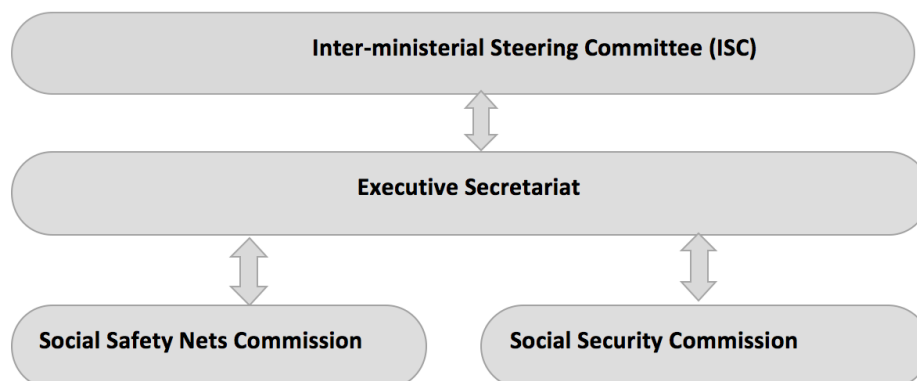 Inter-ministerial Steering Committee (ISC)
Executive Secretariat
Social Safety Nets Commission
Social Security Commission